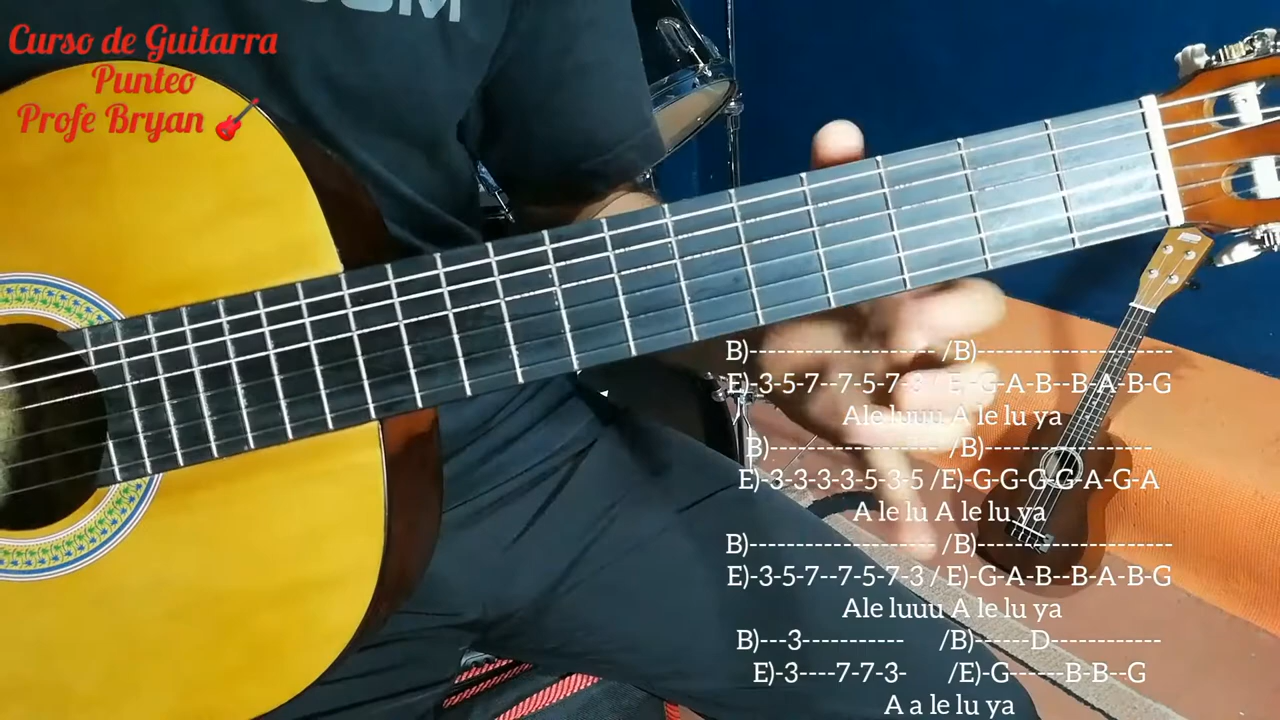 Curso de Guitarra
Punteo
Profe Bryan
B)-------------------- /B)---------------------
E)-3-5-7--7-5-7-3 / E)-G-A-B--B-A-B-G
Ale luuu A le lu ya
B)-------------------- /B)------------------
E)-3-3-3-3-5-3-5 /E)-G-G-G-G-A-G-A
A le lu A le lu ya
B)-------------------- /B)---------------------
E)-3-5-7--7-5-7-3 / E)-G-A-B--B-A-B-G
Ale luuu A le lu ya
B)---3----------- /B)------D------------
E)-3----7-7-3- /E)-G------B-B--G
A a le lu ya